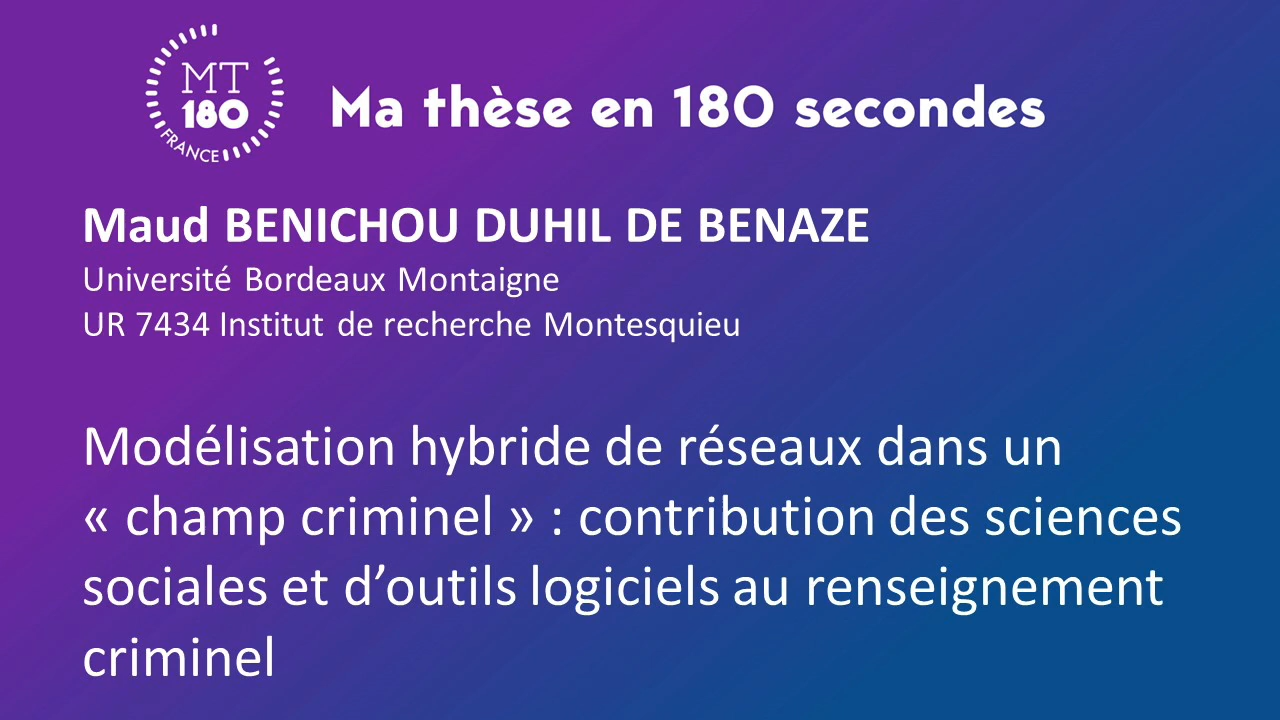 MT
180
FRANCE
Ma thèse en 180 secondes
Maud BENICHOU DUHIL DE BENAZE
Université Bordeaux Montaigne
UR 7434 Institut de recherche Montesquieu
Modélisation hybride de réseaux dans un
« champ criminel » : contribution des sciences
sociales et d’outils logiciels au renseignement
criminel